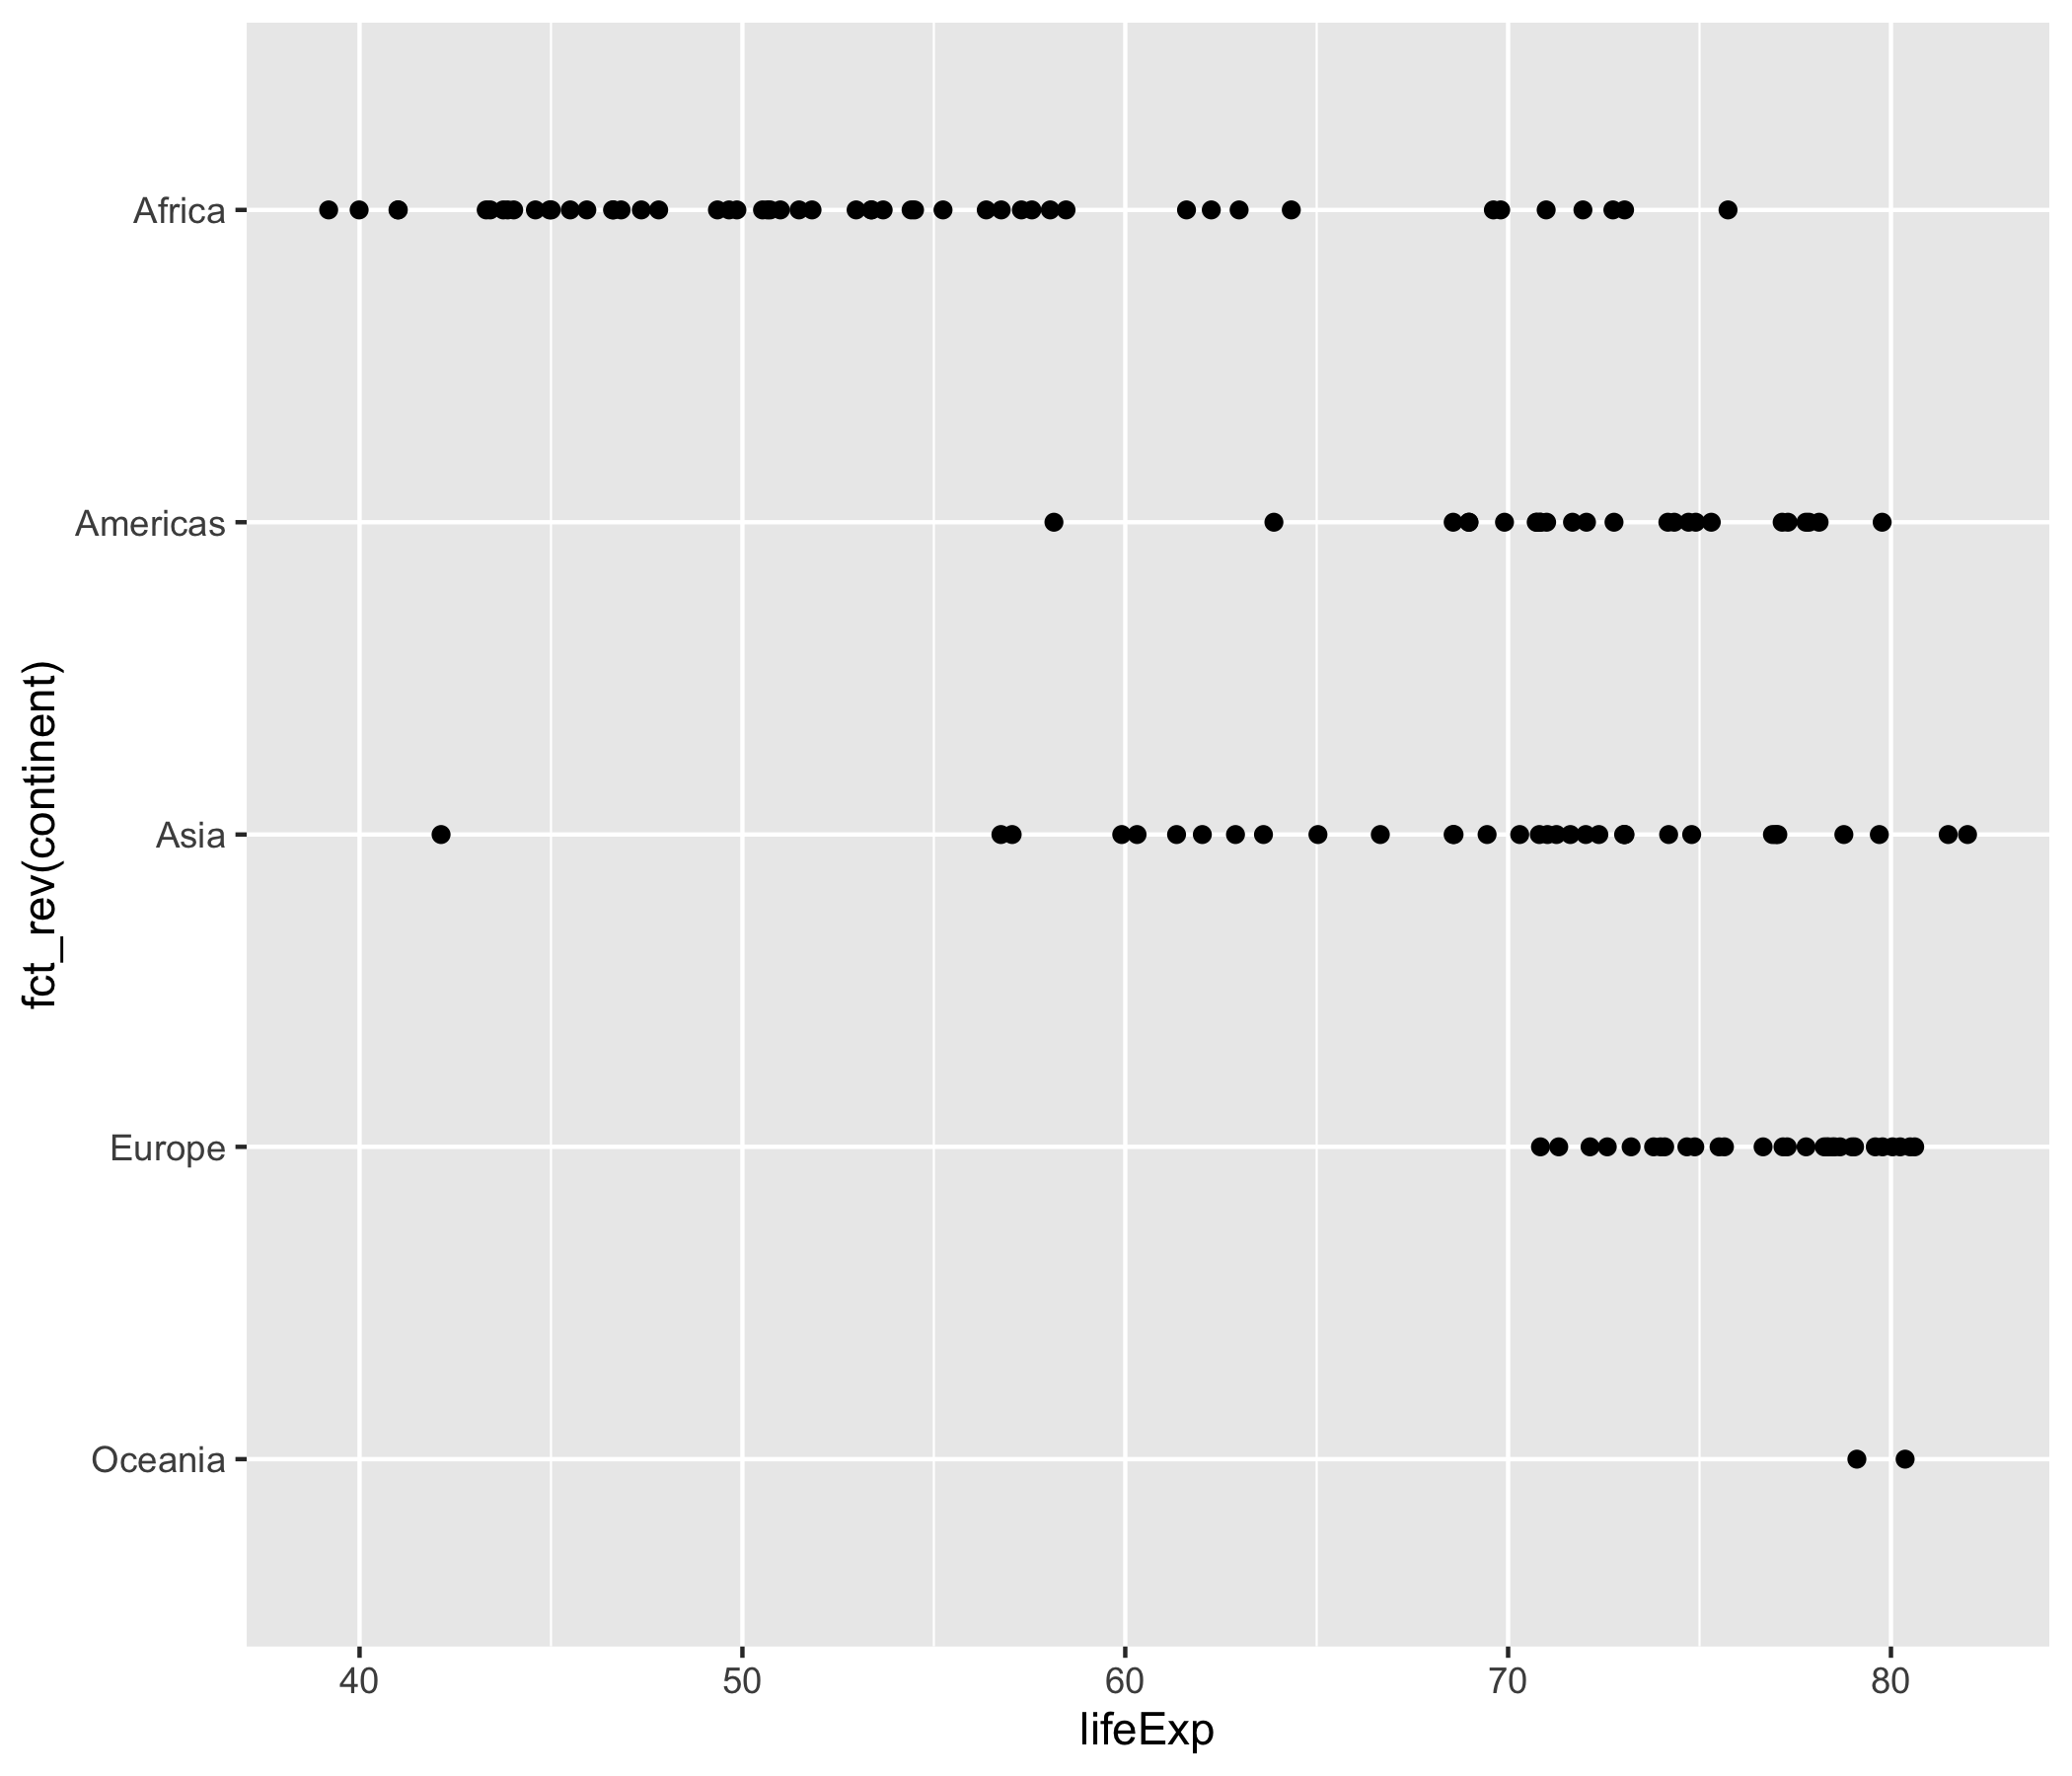 Africa
Americas
Asia
Europe
Oceania
fct_rev(continent)
40 50 60 70 80
lifeExp